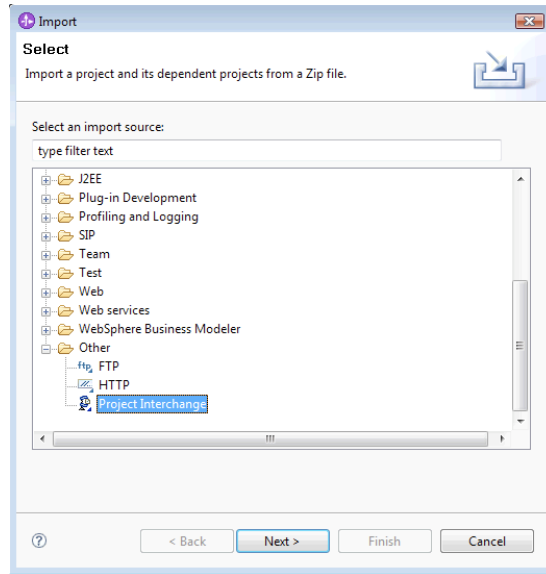 Import
Select
Import a project and its dependent projects from a Zip file.
Select an import source:
type filter text
J2EE
Plug-in Development
Profiling and Logging
SIP
Team
Test
Web
Web services
WebSphere Business Modeler
Other
ftp FTP
HTTP
Project Interchange
? < Back Next > Finish Cancel